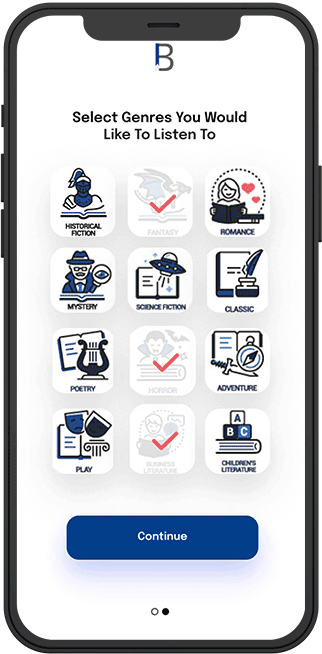 B
Select Genres You Would
Like To Listen To
HISTORICAL
FICTION
FANTASY
ROMANCE
MYSTERY
SCIENCE FICTION
CLASSIC
POETRY
HORROR
ADVENTURE
PLAY
BUSINESS
LITERATURE
A
B C
CHILDREN'S
LITERATURE
Continue